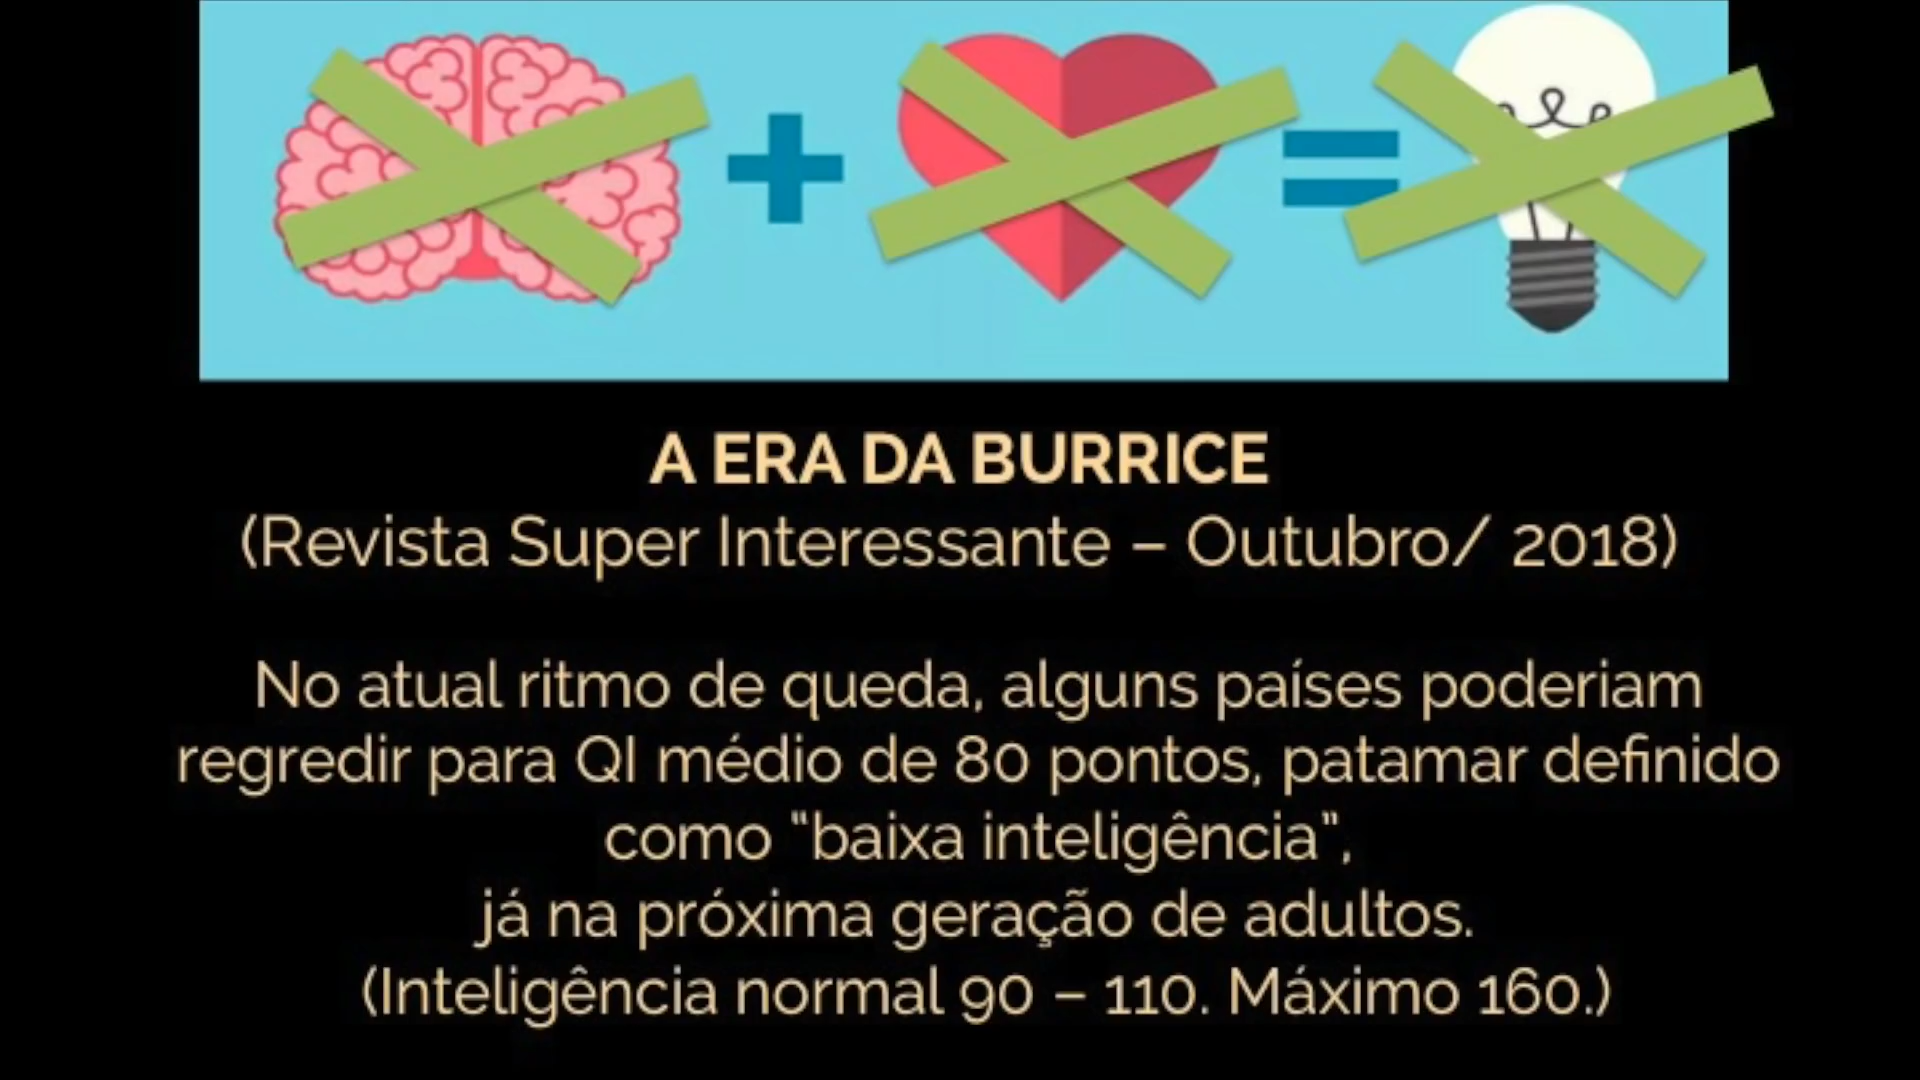 A ERA DA BURRICE
(Revista Super Interessante – Outubro/ 2018)
No atual ritmo de queda, alguns países poderiam
regredir para QI médio de 80 pontos, patamar definido
como “baixa inteligência”,
já na próxima geração de adultos.
(Inteligência normal 90 – 110. Máximo 160.)